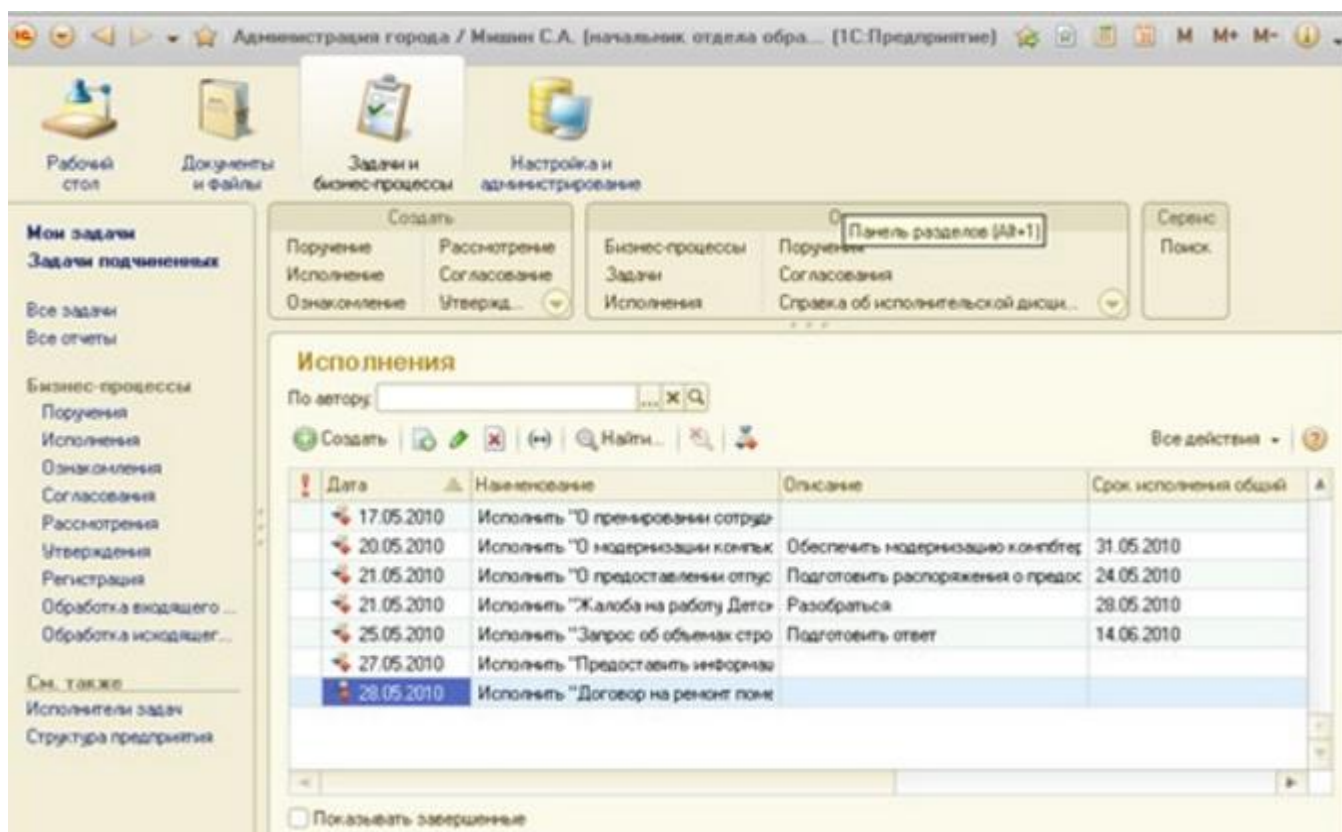 Администрация города / Мишин С.А. (начальник отдела обра... (1С:Предприятие)
M M+ M-
Рабочий стол
Документы и файлы
Задачи и бизнес-процессы
Настройка и администрирование
Мои задачи
Задачи подчиненных
Все задачи
Все отчеты
Бизнес-процессы
Поручения
Исполнения
Ознакомления
Согласования
Рассмотрения
Утверждения
Регистрация
Обработка входящего ...
Обработка исходящег...
См. также
Исполнители задач
Структура предприятия
Создать
Поручение Рассмотрение
Исполнение Согласование
Ознакомление Утвержд...
Панель разделов (Alt+1)
Бизнес-процессы Поручения
Задачи Согласования
Исполнения Справка об исполнительской дисци...
Сервис
Поиск
Исполнения
По автору:
Создать Найти... Все действия
Дата Наименование Описание Срок исполнения общий
17.05.2010 Исполнить "О премировании сотруд
20.05.2010 Исполнить "О модернизации компьк Обеспечить модернизацию компбтер 31.05.2010
21.05.2010 Исполнить "О предоставлении отпус Подготовить распоряжения о предос 24.05.2010
21.05.2010 Исполнить "Жалоба на работу Детск Разобраться 28.05.2010
25.05.2010 Исполнить "Запрос об объемах стро Подготовить ответ 14.06.2010
27.05.2010 Исполнить "Предоставить информац
28.05.2010 Исполнить "Договор на ремонт поме
Показывать завершенные